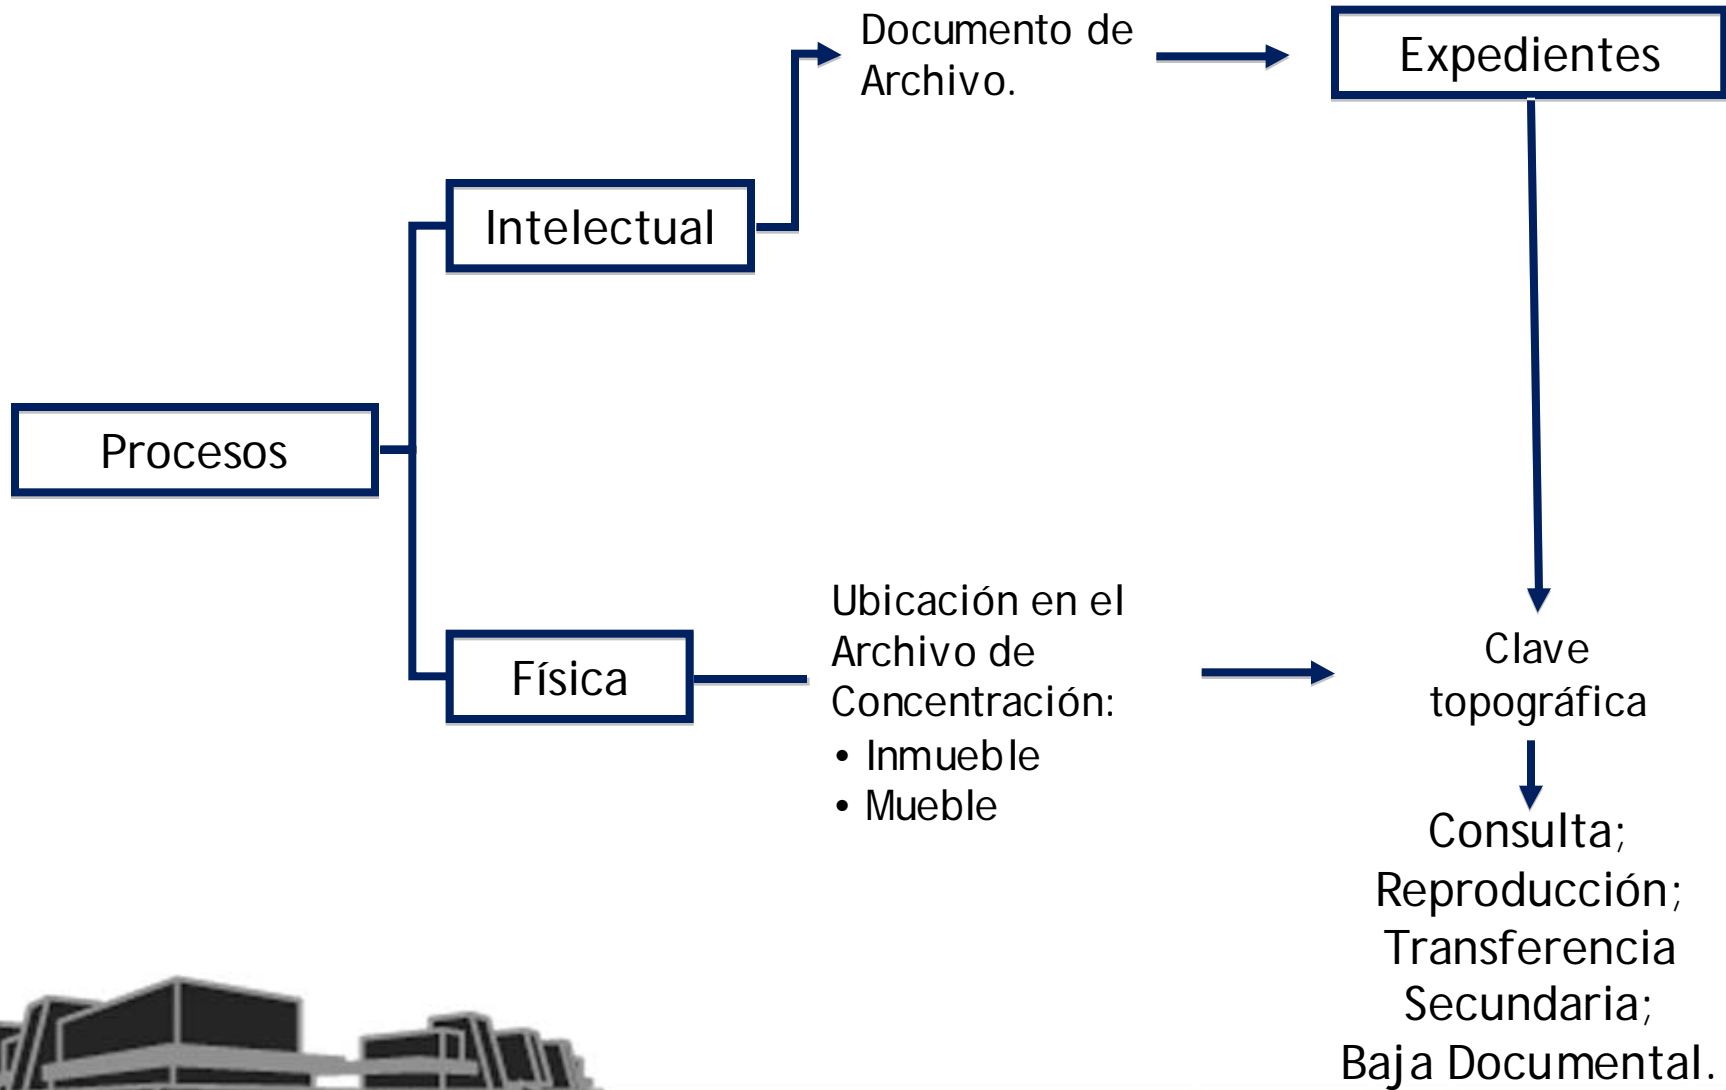 Documento de
Archivo.
Expedientes
Intelectual
Procesos
Física
Ubicación en el
Archivo de
Concentración:
• Inmueble
• Mueble
Clave
topográfica
Consulta;
Reproducción;
Transferencia
Secundaria;
Baja Documental.